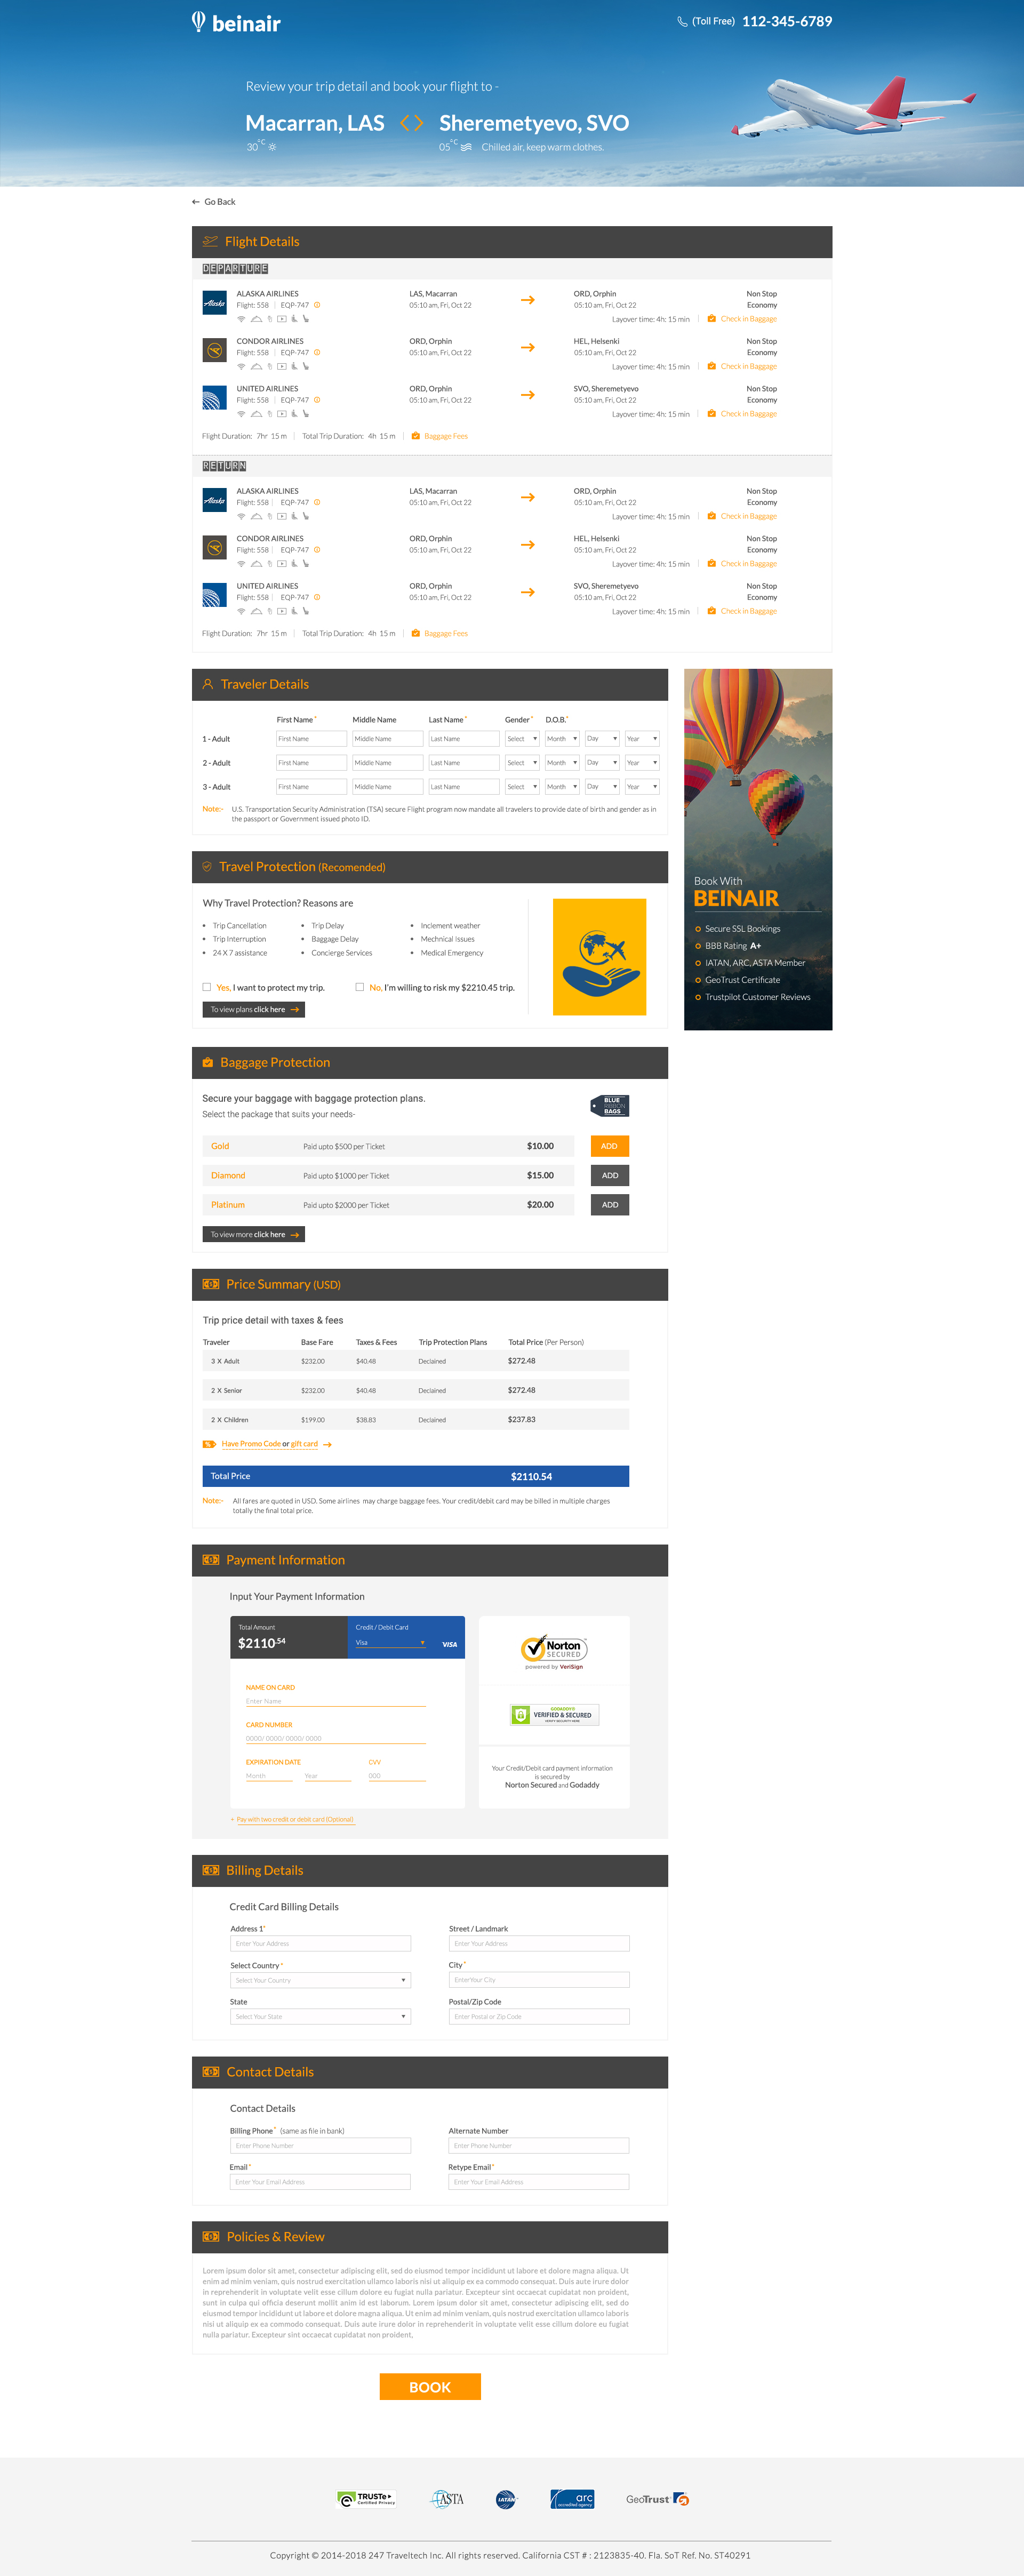 beinair
(Toll Free) 112-345-6789
Review your trip detail and book your flight to -
Macarran, LAS <> Sheremetyevo, SVO
30°C
05°C Chilled air, keep warm clothes.
← Go Back
Flight Details
DEPARTURE
ALASKA AIRLINES LAS, Macarran → ORD, Orphin Non Stop
Flight: 558 | EQP-747 05:10 am, Fri, Oct 22 05:10 am, Fri, Oct 22 Economy
Alaska
Layover time: 4h: 15 min | Check in Baggage
CONDOR AIRLINES ORD, Orphin → HEL, Helsenki Non Stop
Flight: 558 | EQP-747 05:10 am, Fri, Oct 22 05:10 am, Fri, Oct 22 Economy
Layover time: 4h: 15 min | Check in Baggage
UNITED AIRLINES ORD, Orphin → SVO, Sheremetyevo Non Stop
Flight: 558 | EQP-747 05:10 am, Fri, Oct 22 05:10 am, Fri, Oct 22 Economy
Layover time: 4h: 15 min | Check in Baggage
Flight Duration: 7hr 15 m | Total Trip Duration: 4h 15 m | Baggage Fees
RETURN
ALASKA AIRLINES LAS, Macarran → ORD, Orphin Non Stop
Flight: 558 | EQP-747 05:10 am, Fri, Oct 22 05:10 am, Fri, Oct 22 Economy
Alaska
Layover time: 4h: 15 min | Check in Baggage
CONDOR AIRLINES ORD, Orphin → HEL, Helsenki Non Stop
Flight: 558 | EQP-747 05:10 am, Fri, Oct 22 05:10 am, Fri, Oct 22 Economy
Layover time: 4h: 15 min | Check in Baggage
UNITED AIRLINES ORD, Orphin → SVO, Sheremetyevo Non Stop
Flight: 558 | EQP-747 05:10 am, Fri, Oct 22 05:10 am, Fri, Oct 22 Economy
Layover time: 4h: 15 min | Check in Baggage
Flight Duration: 7hr 15 m | Total Trip Duration: 4h 15 m | Baggage Fees
Traveler Details
First Name* Middle Name Last Name* Gender* D.O.B.*
1 - Adult First Name Middle Name Last Name Select Month Day Year
2 - Adult First Name Middle Name Last Name Select Month Day Year
3 - Adult First Name Middle Name Last Name Select Month Day Year
Note:- U.S. Transportation Security Administration (TSA) secure Flight program now mandate all travelers to provide date of birth and gender as in
the passport or Government issued photo ID.
Book With
BEINAIR
Secure SSL Bookings
BBB Rating A+
IATAN, ARC, ASTA Member
GeoTrust Certificate
Trustpilot Customer Reviews
Travel Protection (Recomended)
Why Travel Protection? Reasons are
• Trip Cancellation • Trip Delay • Inclement weather
• Trip Interruption • Baggage Delay • Mechnical Issues
• 24 X 7 assistance • Concierge Services • Medical Emergency
Yes, I want to protect my trip. No, I'm willing to risk my $2210.45 trip.
To view plans click here →
Baggage Protection
Secure your baggage with baggage protection plans.
Select the package that suits your needs-
BLUE
RIBBON
BAGS
Gold Paid upto $500 per Ticket $10.00 ADD
Diamond Paid upto $1000 per Ticket $15.00 ADD
Platinum Paid upto $2000 per Ticket $20.00 ADD
To view more click here →
Price Summary (USD)
Trip price detail with taxes & fees
Traveler Base Fare Taxes & Fees Trip Protection Plans Total Price (Per Person)
3 X Adult $232.00 $40.48 Declained $272.48
2 X Senior $232.00 $40.48 Declained $272.48
2 X Children $199.00 $38.83 Declained $237.83
% Have Promo Code or gift card →
Total Price $2110.54
Note:- All fares are quoted in USD. Some airlines may charge baggage fees. Your credit/debit card may be billed in multiple charges
totally the final total price.
Payment Information
Input Your Payment Information
Total Amount Credit / Debit Card
$2110.54 Visa VISA
NAME ON CARD
Enter Name
CARD NUMBER
0000/ 0000/ 0000/ 0000
EXPIRATION DATE CVV
Month Year 000
+ Pay with two credit or debit card (Optional)
Norton
SECURED
powered by VeriSign
GODADDY®
VERIFIED & SECURED
VERIFY SECURITY HERE
Your Credit/Debit card payment information
is secured by
Norton Secured and Godaddy
Billing Details
Credit Card Billing Details
Address 1* Street / Landmark
Enter Your Address Enter Your Address
Select Country* City*
Select Your Country EnterYour City
State Postal/Zip Code
Select Your State Enter Postal or Zip Code
Contact Details
Contact Details
Billing Phone* (same as file in bank) Alternate Number
Enter Phone Number Enter Phone Number
Email* Retype Email*
Enter Your Email Address Enter Your Email Address
Policies & Review
Lorem ipsum dolor sit amet, consectetur adipiscing elit, sed do eiusmod tempor incididunt ut labore et dolore magna aliqua. Ut
enim ad minim veniam, quis nostrud exercitation ullamco laboris nisi ut aliquip ex ea commodo consequat. Duis aute irure dolor
in reprehenderit in voluptate velit esse cillum dolore eu fugiat nulla pariatur. Excepteur sint occaecat cupidatat non proident,
sunt in culpa qui officia deserunt mollit anim id est laborum. Lorem ipsum dolor sit amet, consectetur adipiscing elit, sed do
eiusmod tempor incididunt ut labore et dolore magna aliqua. Ut enim ad minim veniam, quis nostrud exercitation ullamco laboris
nisi ut aliquip ex ea commodo consequat. Duis aute irure dolor in reprehenderit in voluptate velit esse cillum dolore eu fugiat
nulla pariatur. Excepteur sint occaecat cupidatat non proident,
BOOK
TRUSTe
Certified Privacy
ASTA
IATAN
arc
accredited agency
GeoTrust
Copyright © 2014-2018 247 Traveltech Inc. All rights reserved. California CST # : 2123835-40. Fla. SoT Ref. No. ST40291